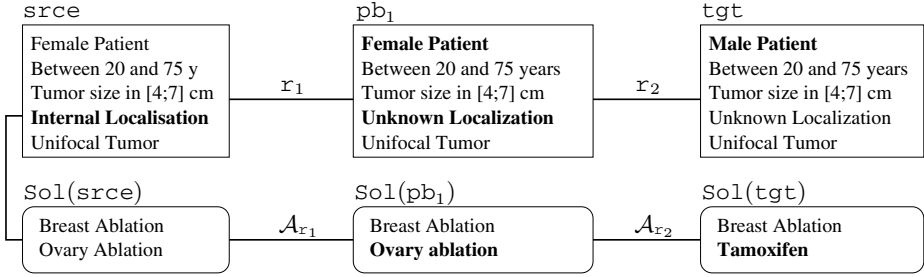 srce
Female Patient
Between 20 and 75 y
Tumor size in [4;7] cm
Internal Localisation
Unifocal Tumor
r₁
pb₁
Female Patient
Between 20 and 75 years
Tumor size in [4;7] cm
Unknown Localization
Unifocal Tumor
r₂
tgt
Male Patient
Between 20 and 75 years
Tumor size in [4;7] cm
Unknown Localization
Unifocal Tumor
Sol(srce)
Breast Ablation
Ovary Ablation
𝒜r₁
Sol(pb₁)
Breast Ablation
Ovary ablation
𝒜r₂
Sol(tgt)
Breast Ablation
Tamoxifen